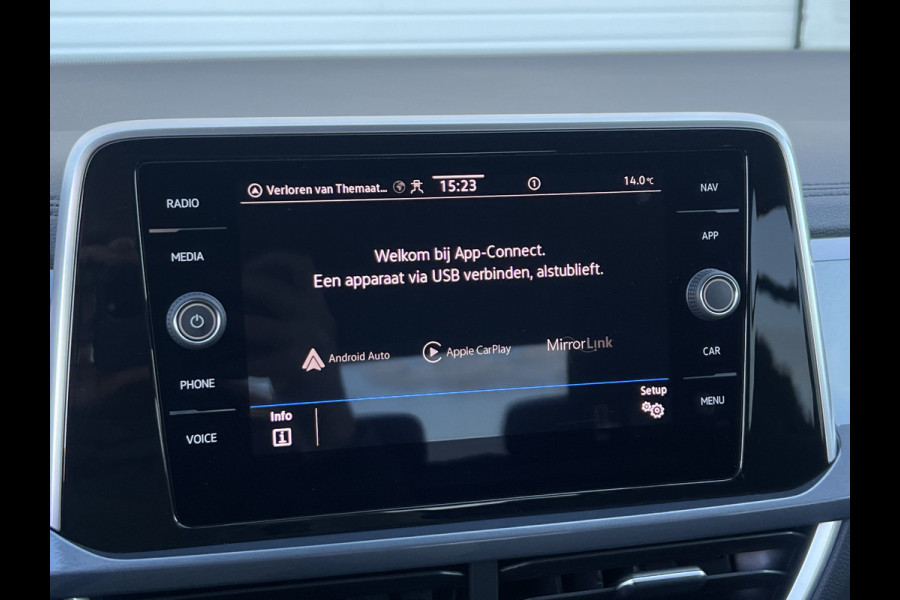 RADIO
MEDIA
PHONE
VOICE
Verloren van Themaat... 15:23 1 14.0°C
Welkom bij App-Connect.
Een apparaat via USB verbinden, alstublieft.
Android Auto Apple CarPlay MirrorLink
Info
i
Setup
NAV
APP
CAR
MENU